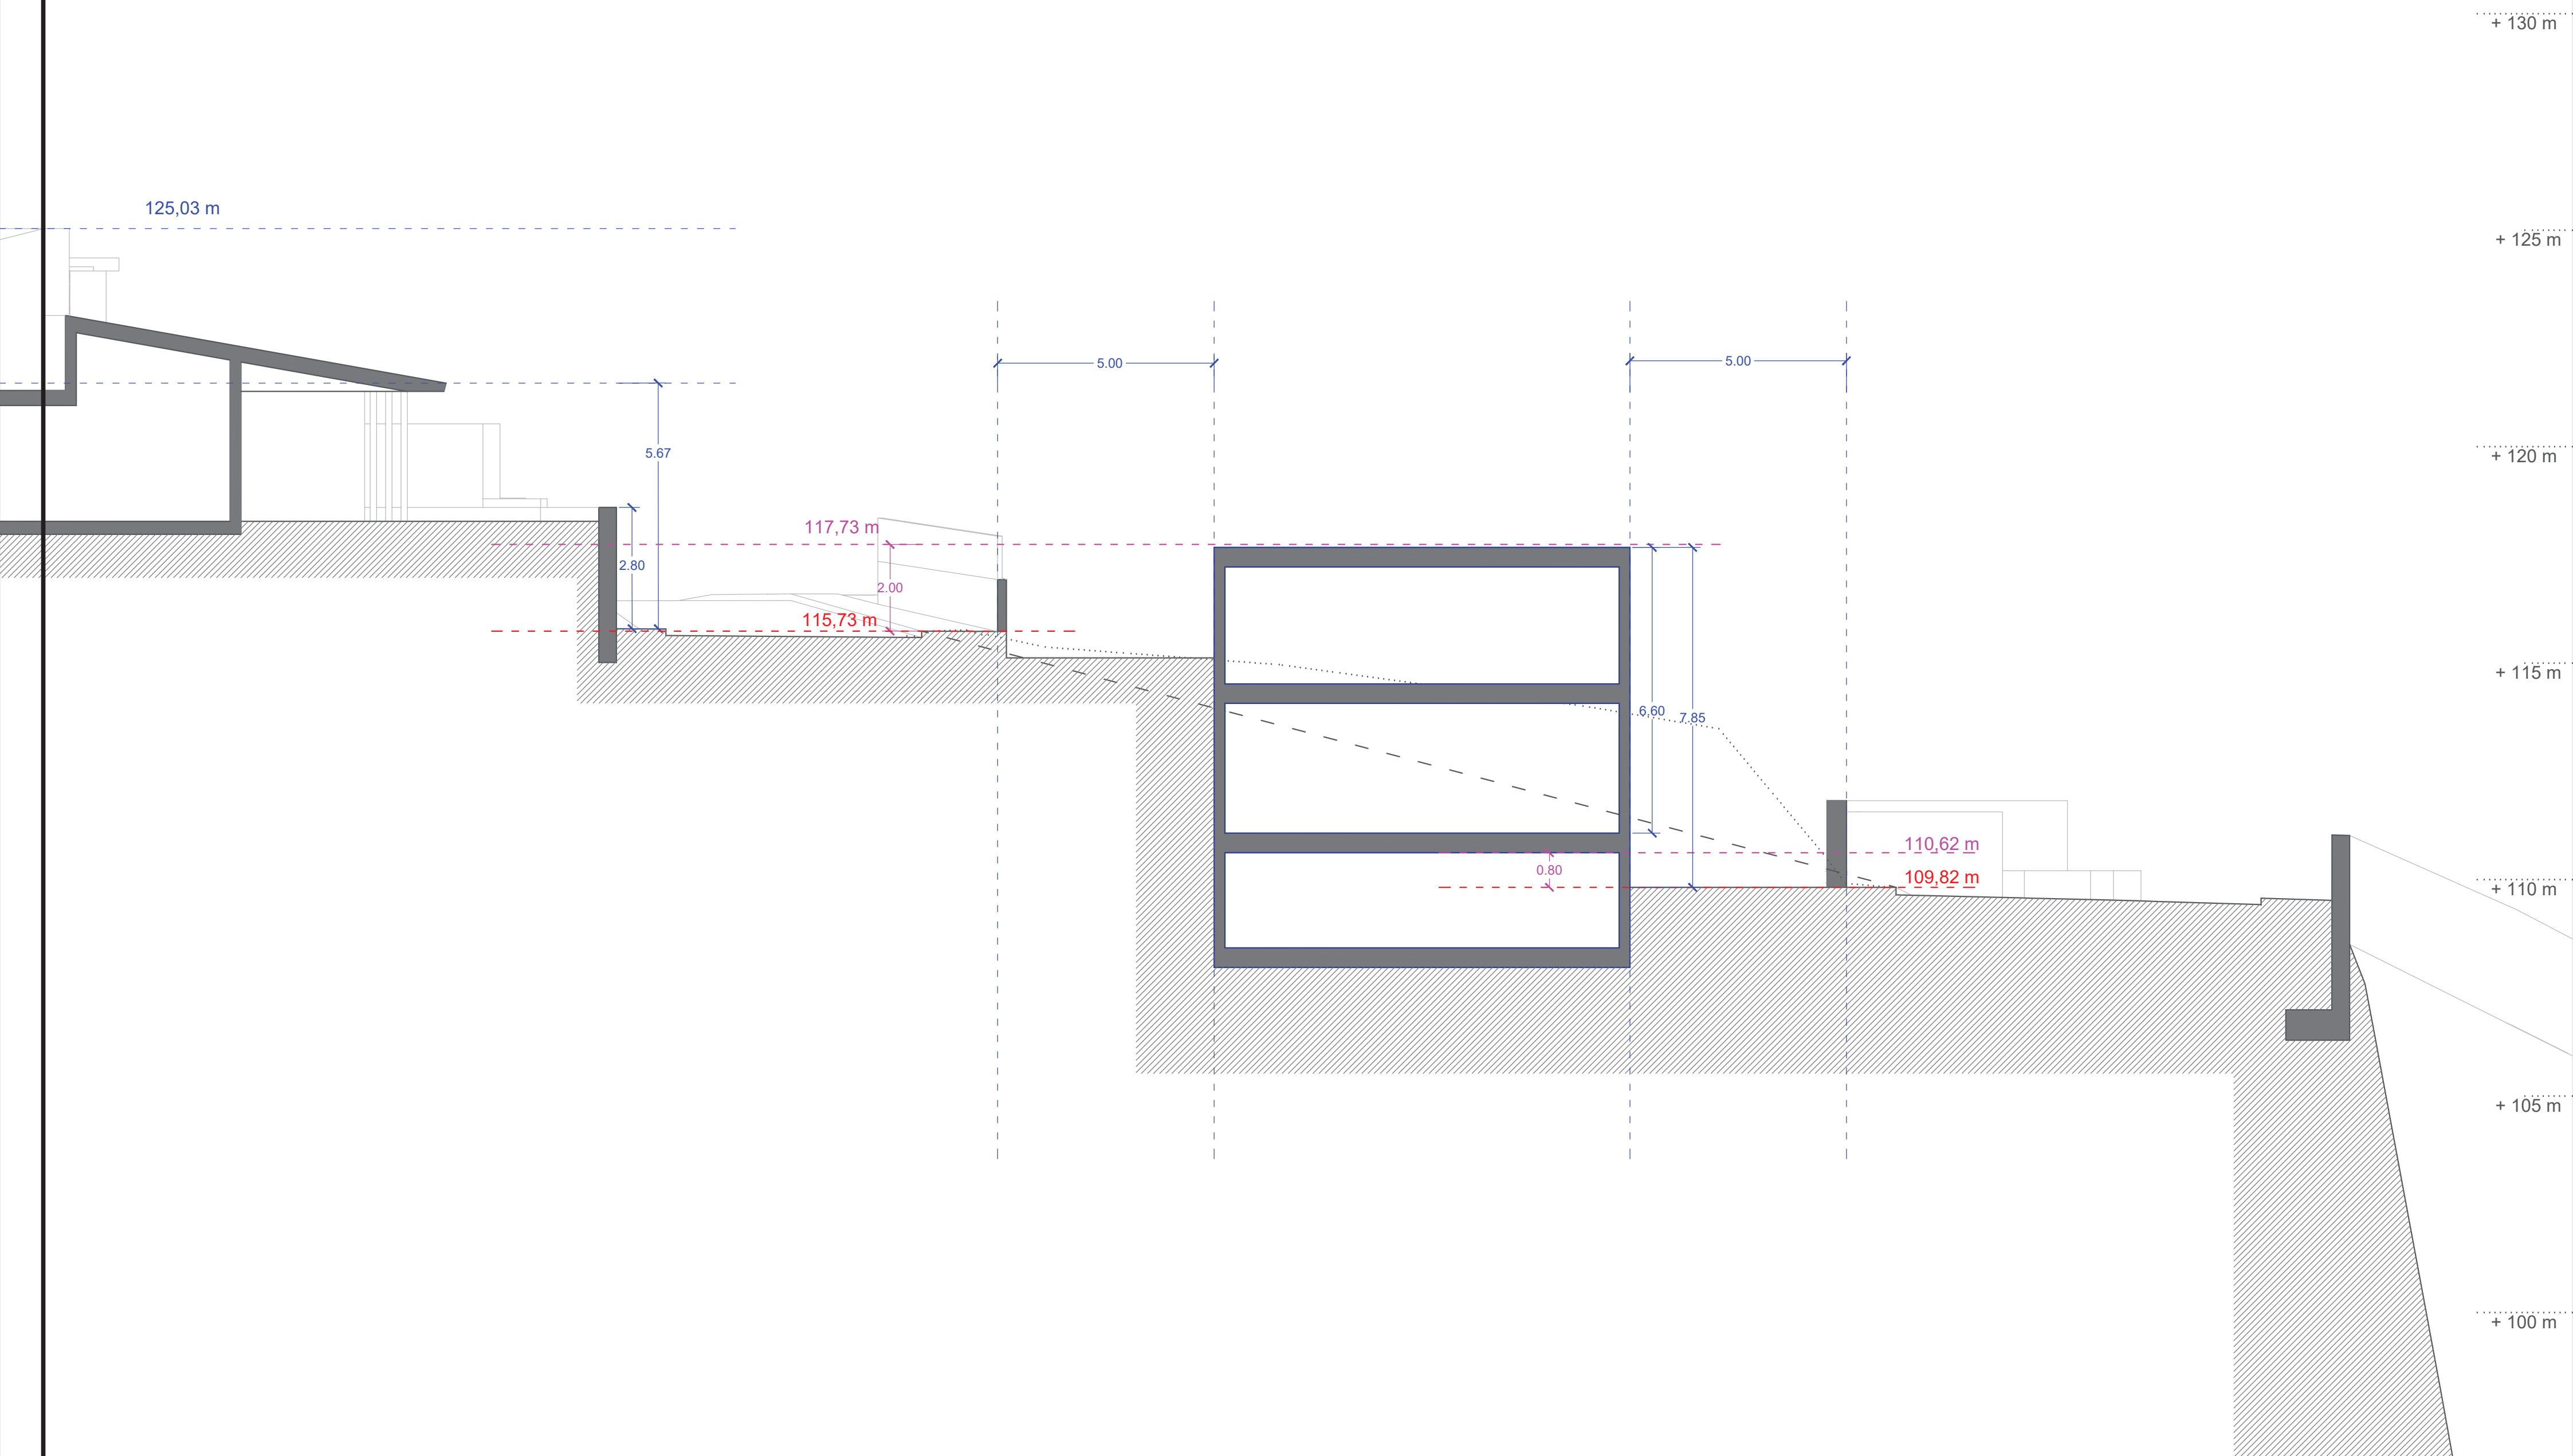 + 130 m
125,03 m
+ 125 m
5.00
5.00
5.67
+ 120 m
117,73 m
2.80
2.00
115,73 m
+ 115 m
6.60
7.85
110,62 m
0.80
109,82 m
+ 110 m
+ 105 m
+ 100 m